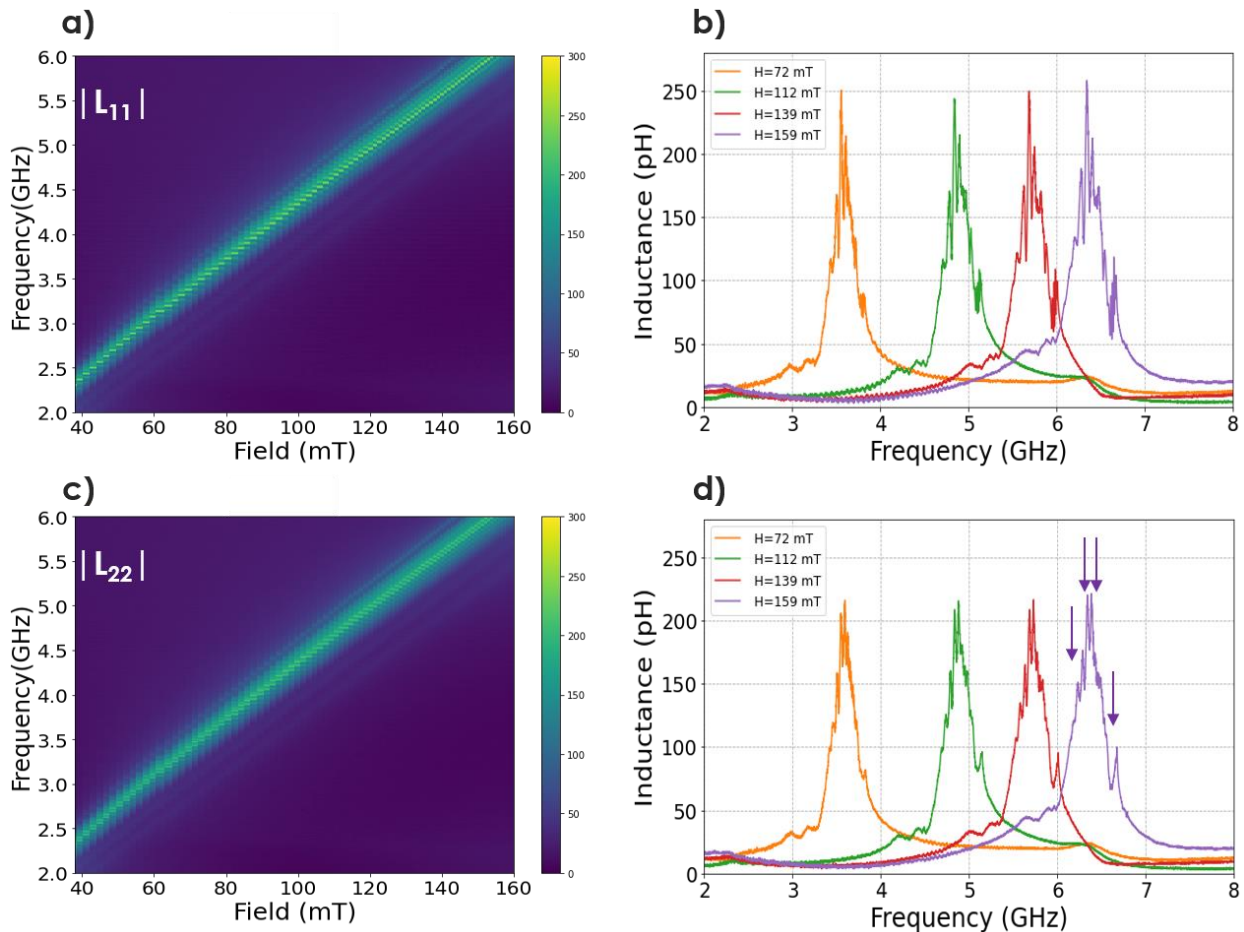 a)
6.0
5.5
5.0
4.5
4.0
3.5
3.0
2.5
2.0
Frequency(GHz)
| L11 |
40 60 80 100 120 140 160
Field (mT)
300
250
200
150
100
50
0
b)
250
200
150
100
50
0
Inductance (pH)
H=72 mT
H=112 mT
H=139 mT
H=159 mT
2 3 4 5 6 7 8
Frequency (GHz)
c)
6.0
5.5
5.0
4.5
4.0
3.5
3.0
2.5
2.0
Frequency(GHz)
| L22 |
40 60 80 100 120 140 160
Field (mT)
300
250
200
150
100
50
0
d)
250
200
150
100
50
0
Inductance (pH)
H=72 mT
H=112 mT
H=139 mT
H=159 mT
2 3 4 5 6 7 8
Frequency (GHz)